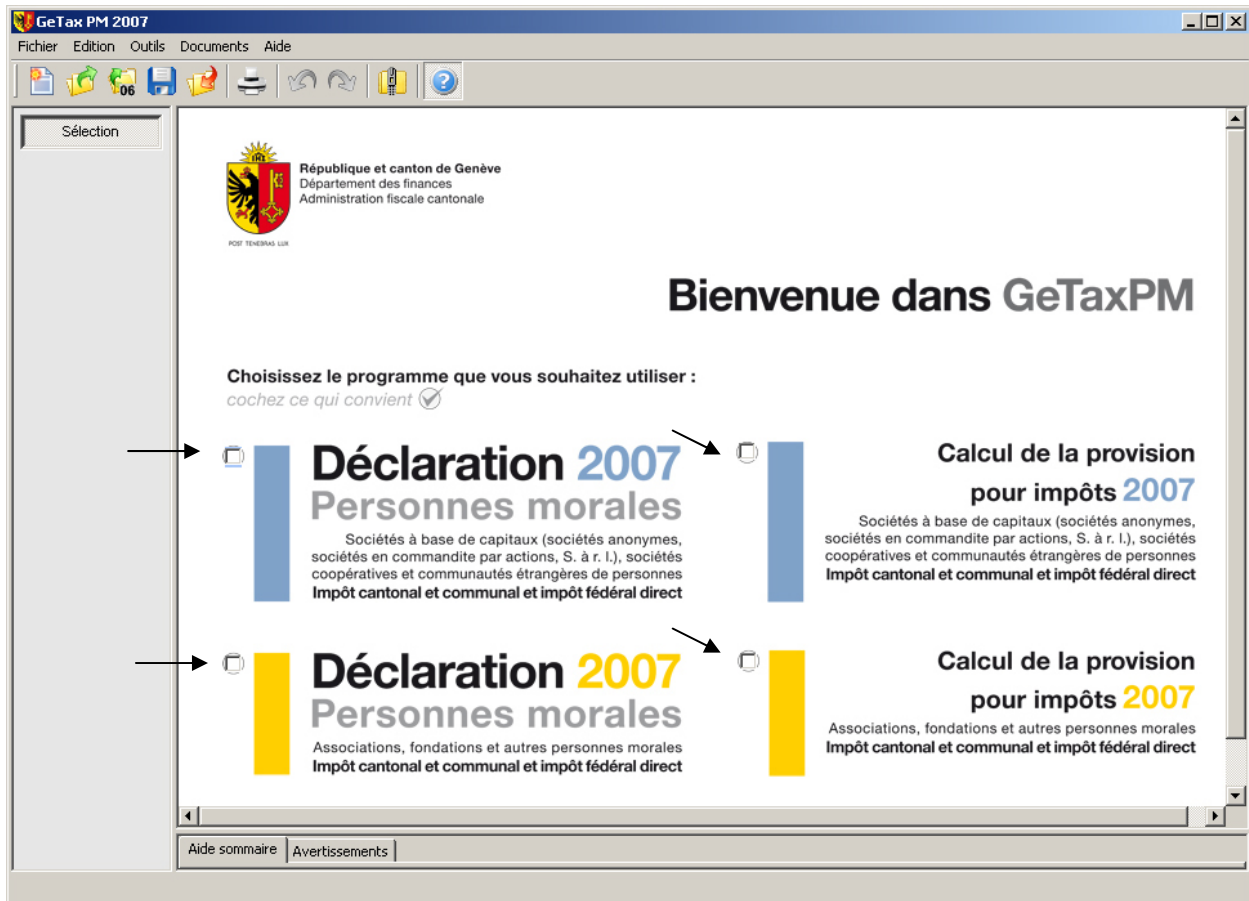 GeTax PM 2007
Fichier Edition Outils Documents Aide
06
Sélection
République et canton de Genève
Département des finances
Administration fiscale cantonale
POST TENEBRAS LUX
Bienvenue dans GeTaxPM
Choisissez le programme que vous souhaitez utiliser :
cochez ce qui convient
Déclaration 2007
Personnes morales
Sociétés à base de capitaux (sociétés anonymes,
sociétés en commandite par actions, S. à r. l.), sociétés
coopératives et communautés étrangères de personnes
Impôt cantonal et communal et impôt fédéral direct
Calcul de la provision
pour impôts 2007
Sociétés à base de capitaux (sociétés anonymes,
sociétés en commandite par actions, S. à r. l.), sociétés
coopératives et communautés étrangères de personnes
Impôt cantonal et communal et impôt fédéral direct
Déclaration 2007
Personnes morales
Associations, fondations et autres personnes morales
Impôt cantonal et communal et impôt fédéral direct
Calcul de la provision
pour impôts 2007
Associations, fondations et autres personnes morales
Impôt cantonal et communal et impôt fédéral direct
Aide sommaire Avertissements